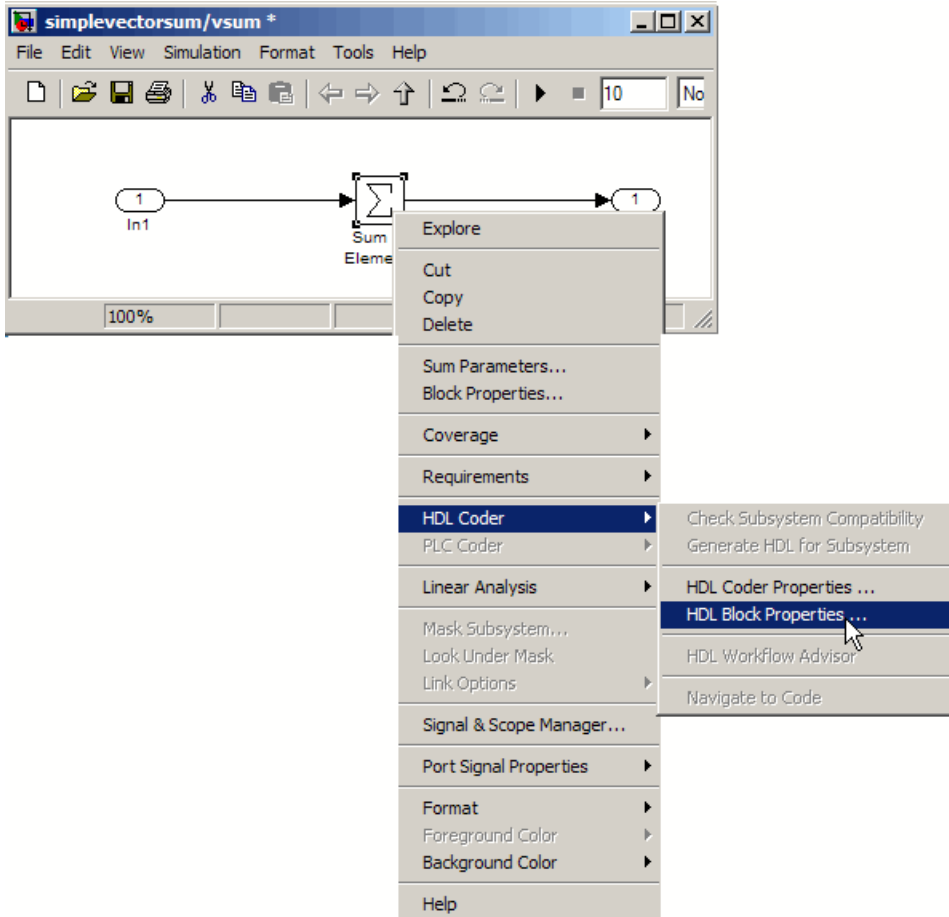 simplevectorsum/vsum *
File Edit View Simulation Format Tools Help
10 No
1 1
In1
Sum
Eleme
100%
Explore
Cut
Copy
Delete
Sum Parameters...
Block Properties...
Coverage
Requirements
HDL Coder
PLC Coder
Linear Analysis
Mask Subsystem...
Look Under Mask
Link Options
Signal & Scope Manager...
Port Signal Properties
Format
Foreground Color
Background Color
Help
Check Subsystem Compatibility
Generate HDL for Subsystem
HDL Coder Properties ...
HDL Block Properties ...
HDL Workflow Advisor
Navigate to Code